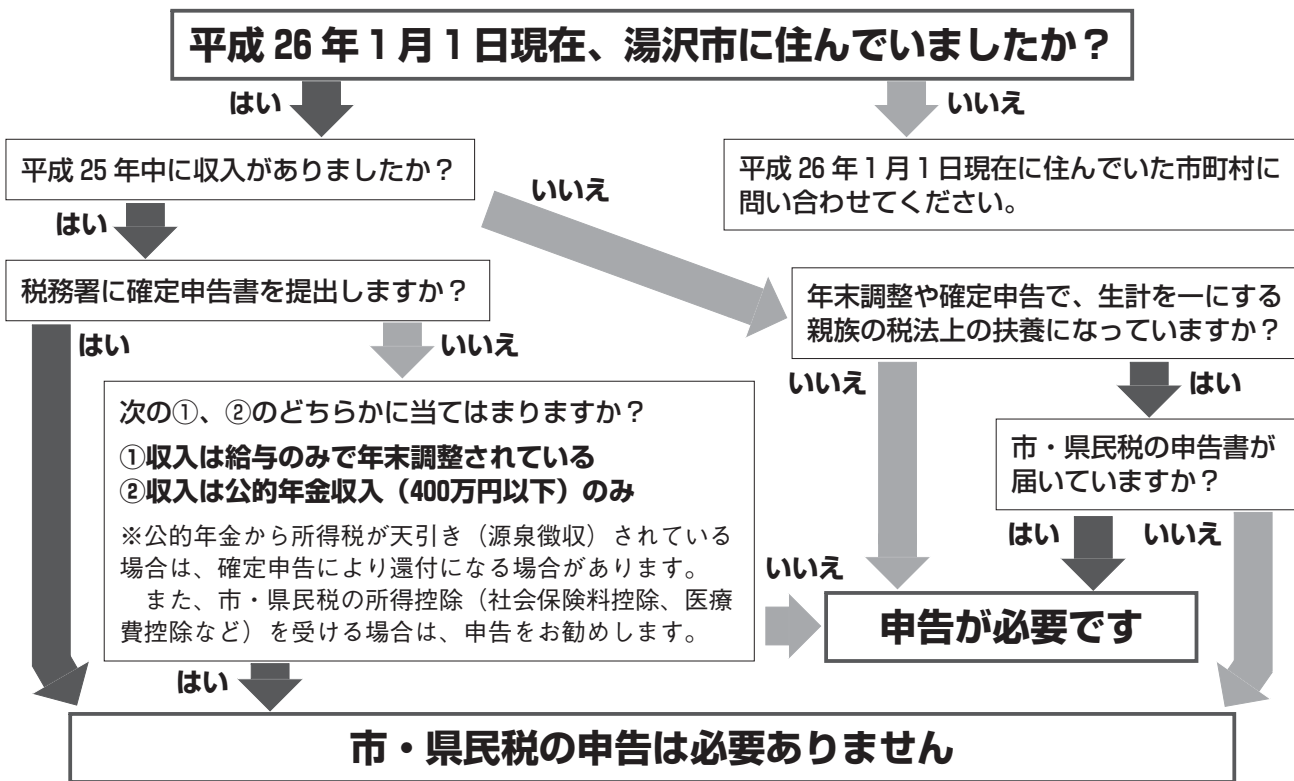 平成 26 年 1 月 1 日現在、湯沢市に住んでいましたか？
はい
いいえ
平成 25 年中に収入がありましたか？
平成 26 年 1 月 1 日現在に住んでいた市町村に
問い合わせてください。
いいえ
はい
税務署に確定申告書を提出しますか？
年末調整や確定申告で、生計を一にする
親族の税法上の扶養になっていますか？
はい
いいえ
いいえ
はい
次の①、②のどちらかに当てはまりますか？
①収入は給与のみで年末調整されている
②収入は公的年金収入（400万円以下）のみ
※公的年金から所得税が天引き（源泉徴収）されている
場合は、確定申告により還付になる場合があります。
また、市・県民税の所得控除（社会保険料控除、医療
費控除など）を受ける場合は、申告をお勧めします。
市・県民税の申告書が
届いていますか？
はい
いいえ
いいえ
申告が必要です
はい
市・県民税の申告は必要ありません